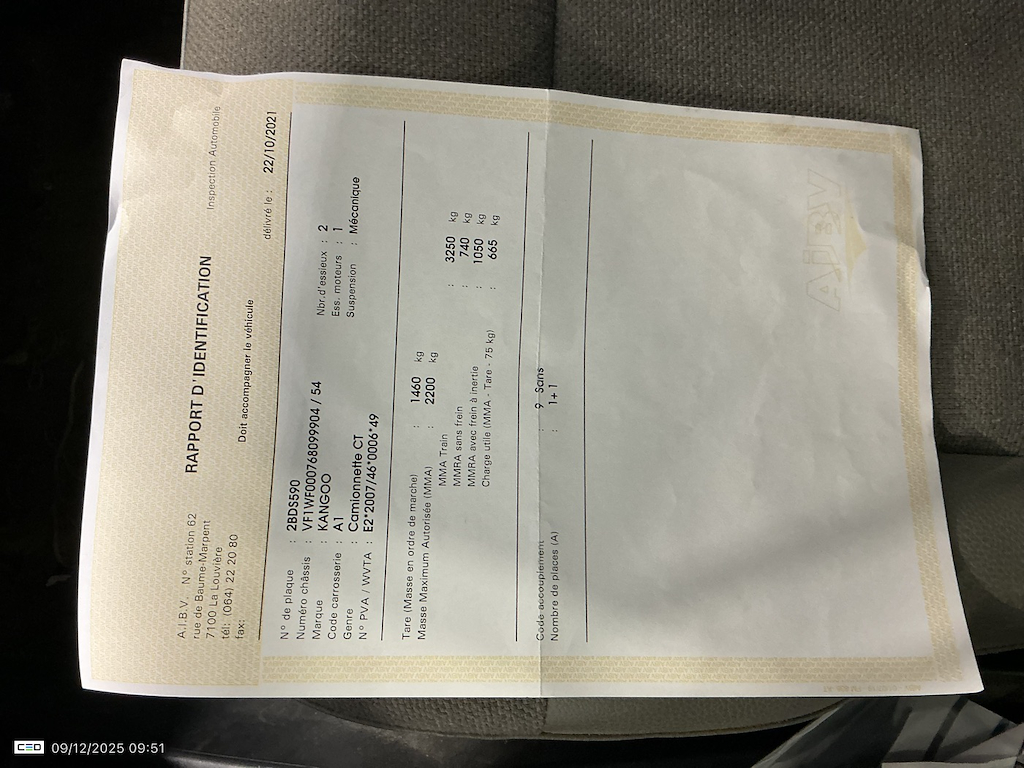 A.I.B.V. N° station 62
rue de Baume-Marpent
7100 La Louvière
tél: (064) 22 20 80
fax:
RAPPORT D'IDENTIFICATION
Inspection Automobile
Doit accompagner le véhicule
délivré le : 22/10/2021
N° de plaque : 2BDS590
Numéro châssis : VF1WF000768099904 / 54
Marque : KANGOO Nbr.d'essieux : 2
Code carrosserie : A1 Ess. moteurs : 1
Genre : Camionnette CT Suspension : Mécanique
N° PVA / WVTA : E2*2007/46*0006*49
Tare (Masse en ordre de marche) : 1460 kg
Masse Maximum Autorisée (MMA) : 2200 kg
MMA Train : 3250 kg
MMRA sans frein : 740 kg
MMRA avec frein à inertie : 1050 kg
Charge utile (MMA - Tare - 75 kg) : 665 kg
Code accouplement : 9 Sans
Nombre de places (A) : 1+1
AIBV
CEO 09/12/2025 09:51